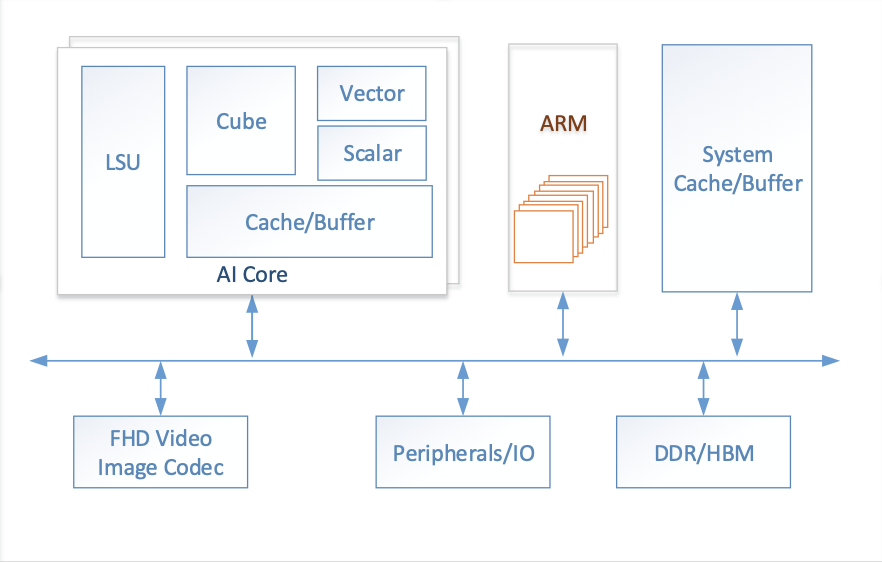 LSU
Cube
Vector
Scalar
Cache/Buffer
AI Core
ARM
System
Cache/Buffer
FHD Video
Image Codec
Peripherals/IO
DDR/HBM